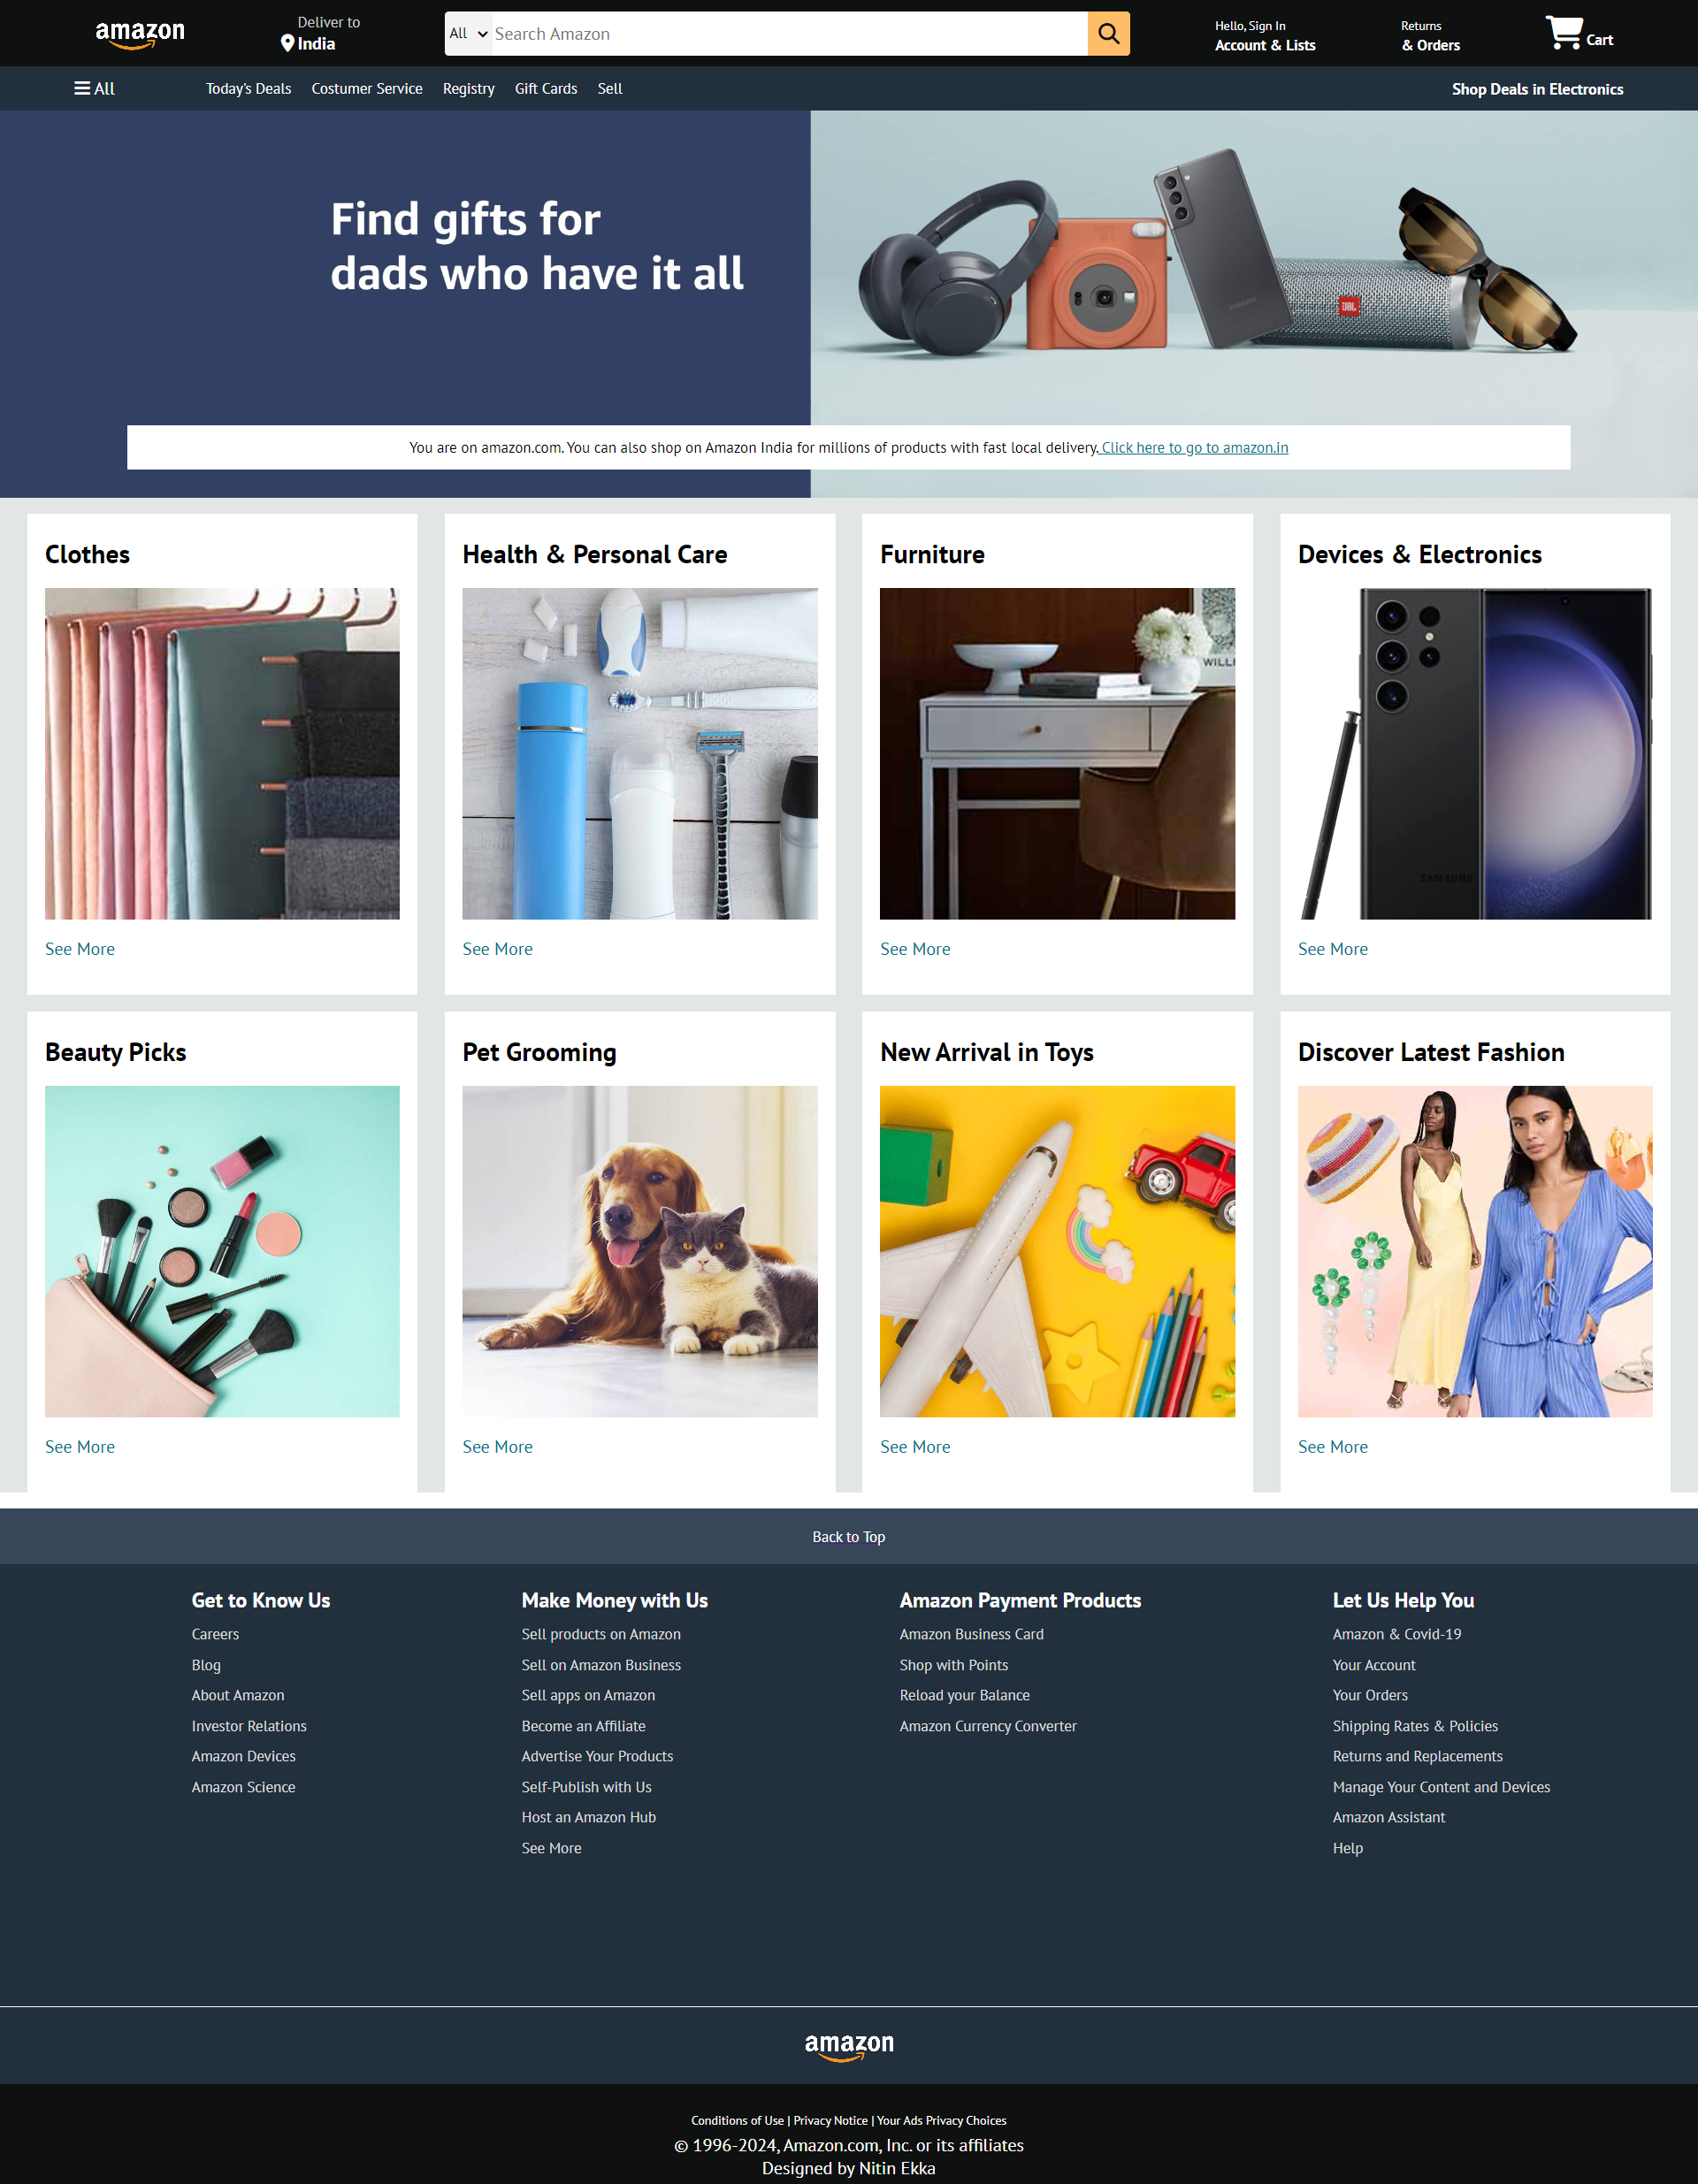 amazon
Deliver to
India
All
Search Amazon
Hello, Sign In
Account & Lists
Returns
& Orders
Cart
All
Today's Deals
Costumer Service
Registry
Gift Cards
Sell
Shop Deals in Electronics
Find gifts for
dads who have it all
SAMSUNG
JBL
You are on amazon.com. You can also shop on Amazon India for millions of products with fast local delivery. Click here to go to amazon.in
Clothes
Health & Personal Care
Furniture
Devices & Electronics
WILL
SAMSUNG
See More
See More
See More
See More
Beauty Picks
Pet Grooming
New Arrival in Toys
Discover Latest Fashion
See More
See More
See More
See More
Back to Top
Get to Know Us
Careers
Blog
About Amazon
Investor Relations
Amazon Devices
Amazon Science
Make Money with Us
Sell products on Amazon
Sell on Amazon Business
Sell apps on Amazon
Become an Affiliate
Advertise Your Products
Self-Publish with Us
Host an Amazon Hub
See More
Amazon Payment Products
Amazon Business Card
Shop with Points
Reload your Balance
Amazon Currency Converter
Let Us Help You
Amazon & Covid-19
Your Account
Your Orders
Shipping Rates & Policies
Returns and Replacements
Manage Your Content and Devices
Amazon Assistant
Help
amazon
Conditions of Use | Privacy Notice | Your Ads Privacy Choices
© 1996-2024, Amazon.com, Inc. or its affiliates
Designed by Nitin Ekka